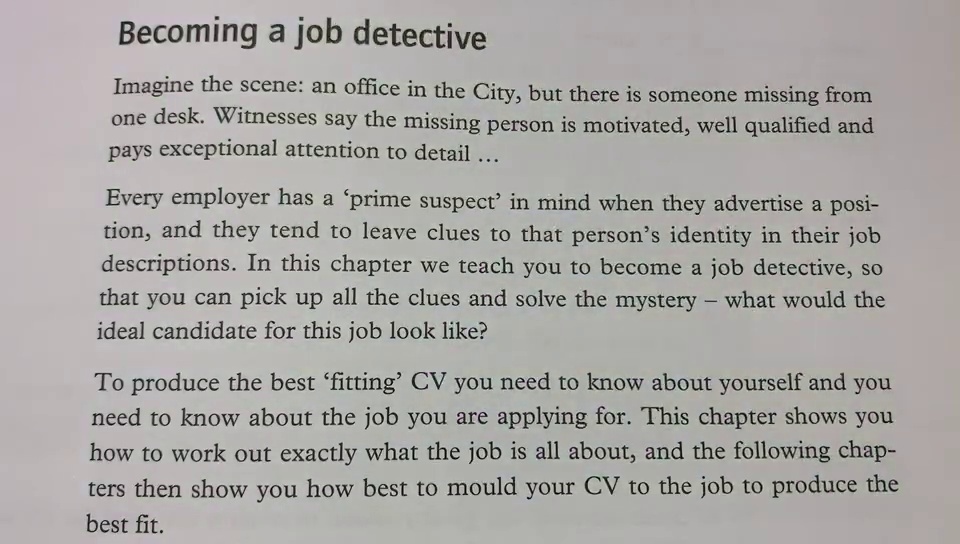 Becoming a job detective
Imagine the scene: an office in the City, but there is someone missing from
one desk. Witnesses say the missing person is motivated, well qualified and
pays exceptional attention to detail …
Every employer has a ‘prime suspect’ in mind when they advertise a posi-
tion, and they tend to leave clues to that person’s identity in their job
descriptions. In this chapter we teach you to become a job detective, so
that you can pick up all the clues and solve the mystery – what would the
ideal candidate for this job look like?
To produce the best ‘fitting’ CV you need to know about yourself and you
need to know about the job you are applying for. This chapter shows you
how to work out exactly what the job is all about, and the following chap-
ters then show you how best to mould your CV to the job to produce the
best fit.